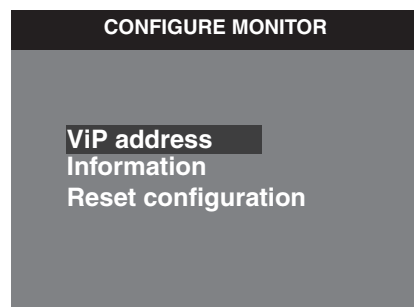 CONFIGURE MONITOR
ViP address
Information
Reset configuration